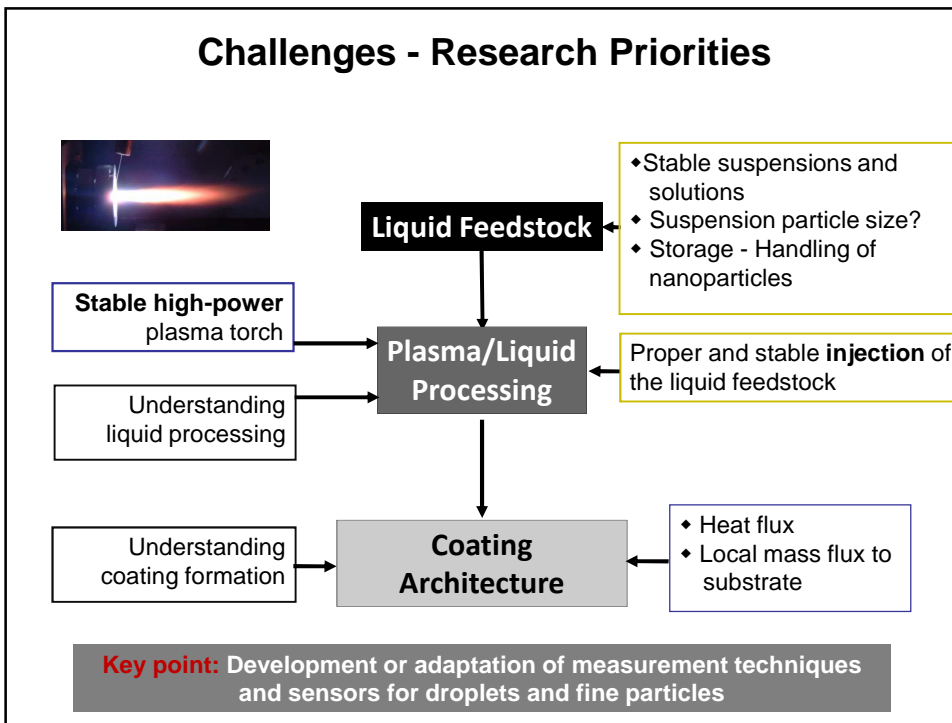 Challenges - Research Priorities
Liquid Feedstock
◆Stable suspensions and
solutions
◆ Suspension particle size?
◆ Storage - Handling of
nanoparticles
Stable high-power
plasma torch
Plasma/Liquid
Processing
Proper and stable injection of
the liquid feedstock
Understanding
liquid processing
Understanding
coating formation
Coating
Architecture
◆ Heat flux
◆ Local mass flux to
substrate
Key point: Development or adaptation of measurement techniques
and sensors for droplets and fine particles